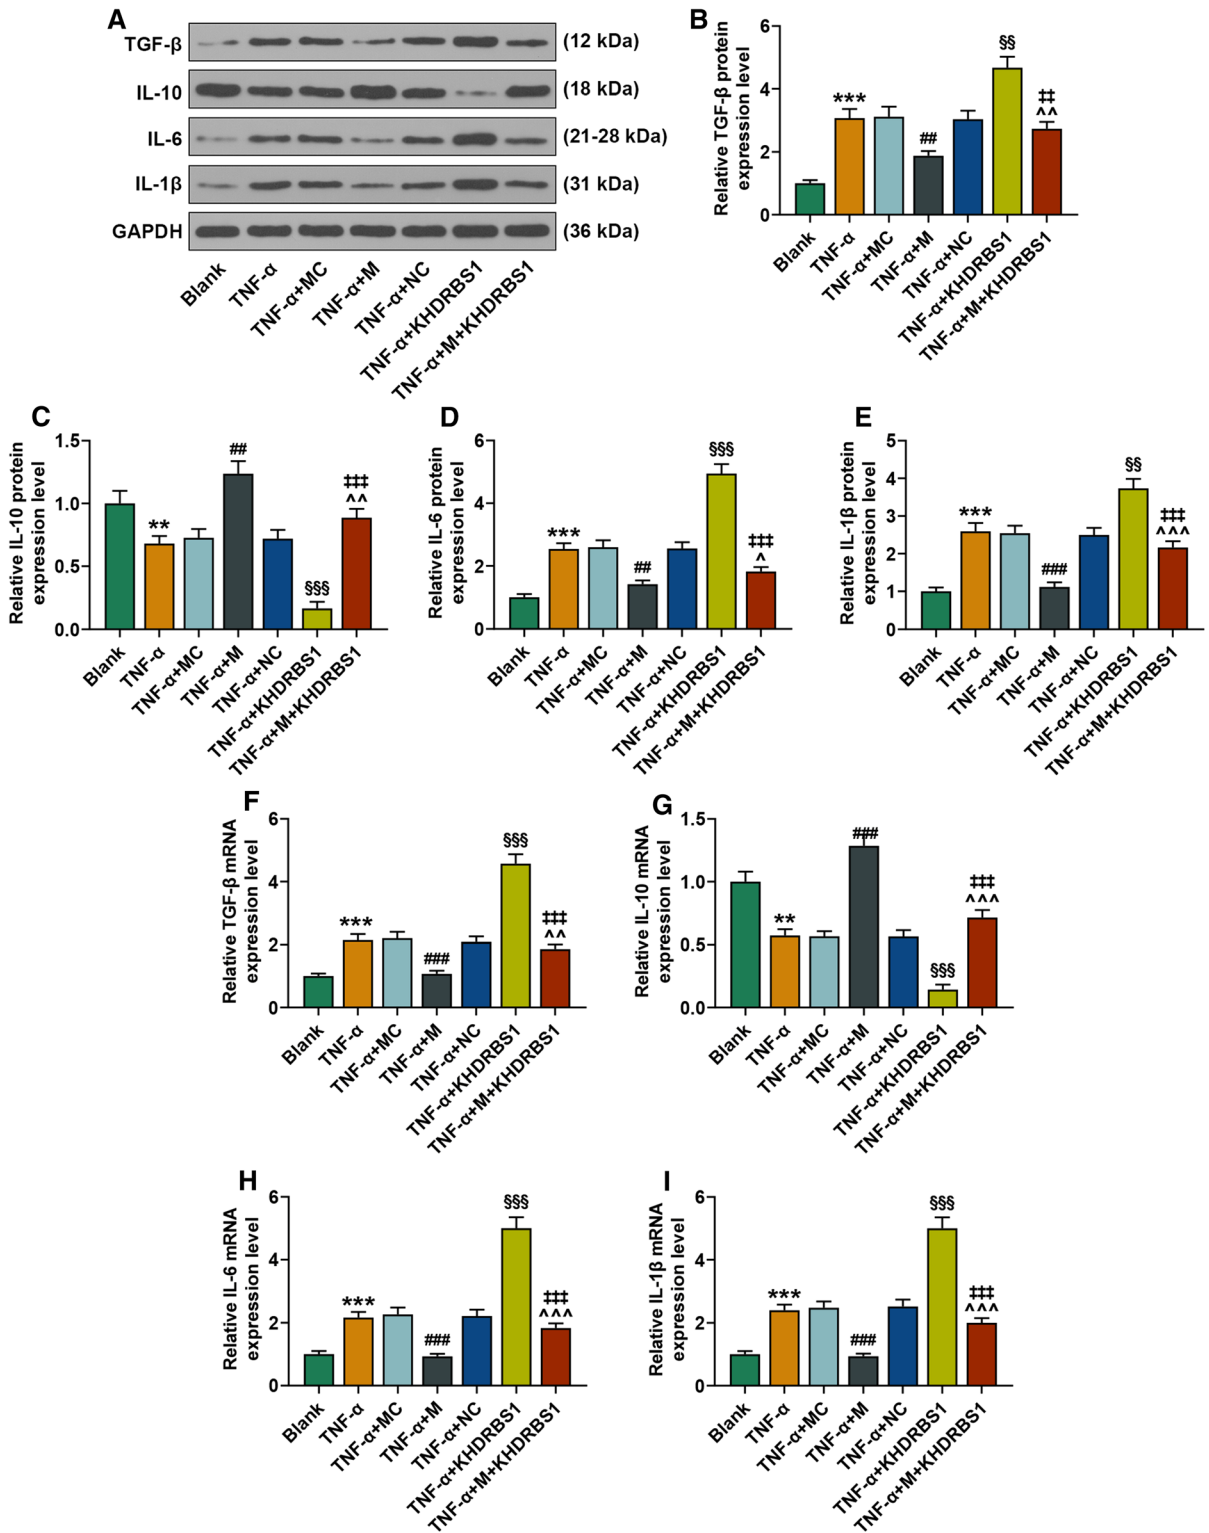 A
TGF-β (12 kDa)
IL-10 (18 kDa)
IL-6 (21-28 kDa)
IL-1β (31 kDa)
GAPDH (36 kDa)
Blank
TNF-α
TNF-α+MC
TNF-α+M
TNF-α+NC
TNF-α+KHDRBS1
TNF-α+M+KHDRBS1
B
Relative TGF-β protein
expression level
6
4
2
0
***
##
§§
‡‡
^^
Blank
TNF-α
TNF-α+MC
TNF-α+M
TNF-α+NC
TNF-α+KHDRBS1
TNF-α+M+KHDRBS1
C
Relative IL-10 protein
expression level
1.5
1.0
0.5
0.0
**
##
§§§
‡‡‡
^^
Blank
TNF-α
TNF-α+MC
TNF-α+M
TNF-α+NC
TNF-α+KHDRBS1
TNF-α+M+KHDRBS1
D
Relative IL-6 protein
expression level
6
4
2
0
***
##
§§§
‡‡‡
^
Blank
TNF-α
TNF-α+MC
TNF-α+M
TNF-α+NC
TNF-α+KHDRBS1
TNF-α+M+KHDRBS1
E
Relative IL-1β protein
expression level
5
4
3
2
1
0
***
###
§§
‡‡‡
^^^
Blank
TNF-α
TNF-α+MC
TNF-α+M
TNF-α+NC
TNF-α+KHDRBS1
TNF-α+M+KHDRBS1
F
Relative TGF-β mRNA
expression level
6
4
2
0
***
###
§§§
‡‡‡
^^
Blank
TNF-α
TNF-α+MC
TNF-α+M
TNF-α+NC
TNF-α+KHDRBS1
TNF-α+M+KHDRBS1
G
Relative IL-10 mRNA
expression level
1.5
1.0
0.5
0.0
**
###
§§§
‡‡‡
^^^
Blank
TNF-α
TNF-α+MC
TNF-α+M
TNF-α+NC
TNF-α+KHDRBS1
TNF-α+M+KHDRBS1
H
Relative IL-6 mRNA
expression level
6
4
2
0
***
###
§§§
‡‡‡
^^^
Blank
TNF-α
TNF-α+MC
TNF-α+M
TNF-α+NC
TNF-α+KHDRBS1
TNF-α+M+KHDRBS1
I
Relative IL-1β mRNA
expression level
6
4
2
0
***
###
§§§
‡‡‡
^^^
Blank
TNF-α
TNF-α+MC
TNF-α+M
TNF-α+NC
TNF-α+KHDRBS1
TNF-α+M+KHDRBS1